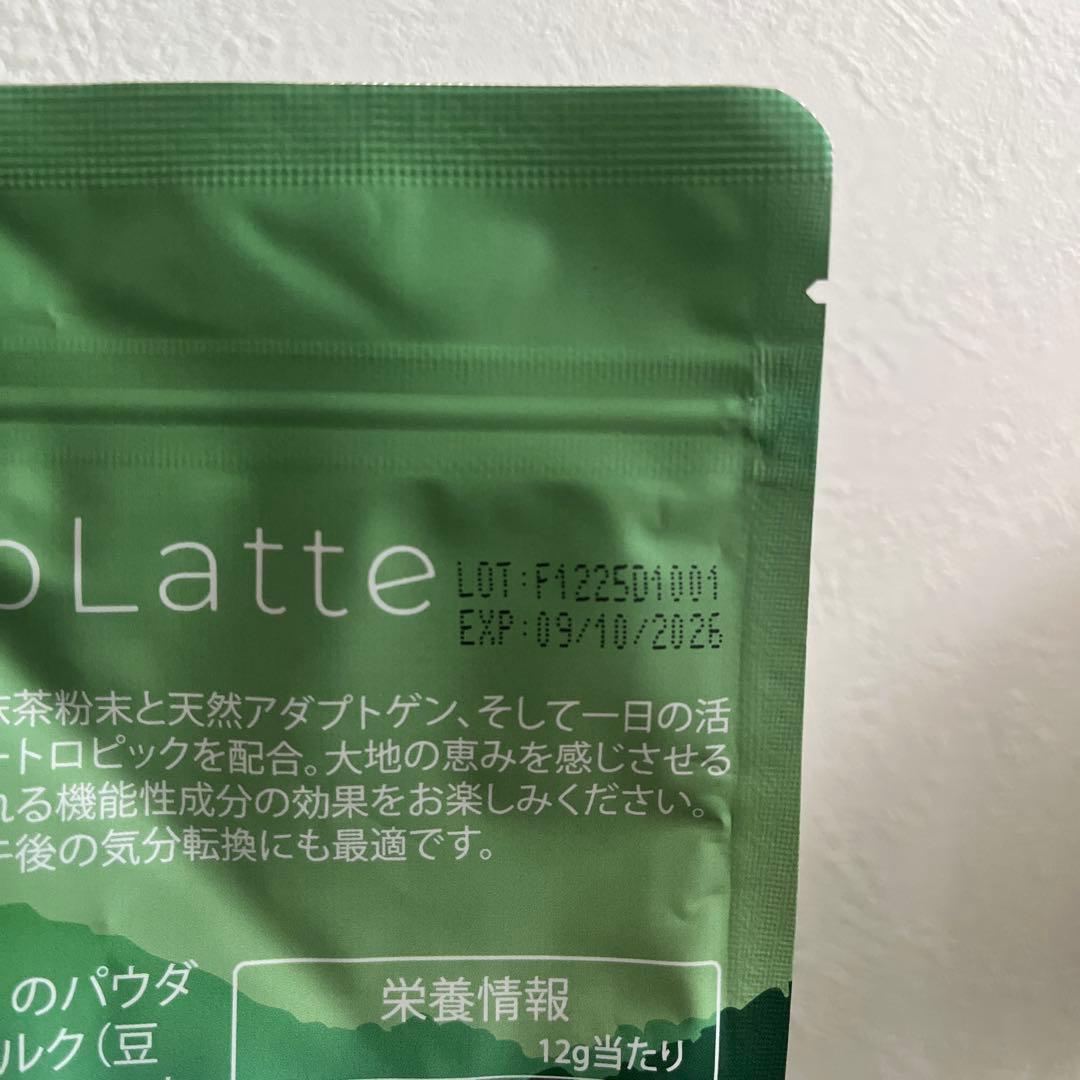 oLatte
LOT:F1225D1001
EXP:09/10/2026
茶粉末と天然アダプトゲン、そして一日の活
ートロピックを配合。大地の恵みを感じさせる
れる機能性成分の効果をお楽しみください。
後の気分転換にも最適です。
のパウダ
ルク（豆
栄養情報
12g当たり